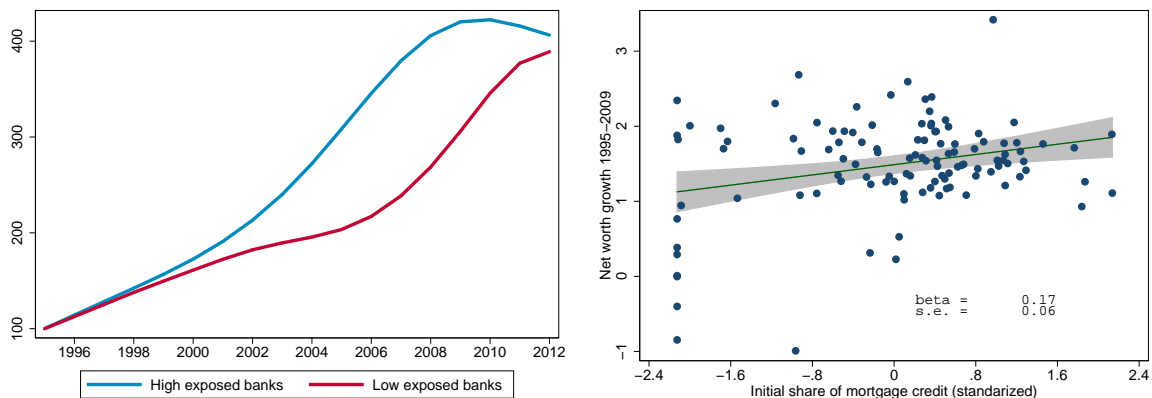 400
300
200
100
1996 1998 2000 2002 2004 2006 2008 2010 2012
High exposed banks Low exposed banks
Net worth growth 1995-2009
3
2
1
0
-1
beta = 0.17
s.e. = 0.06
-2.4 -1.6 -.8 0 .8 1.6 2.4
Initial share of mortgage credit (standarized)